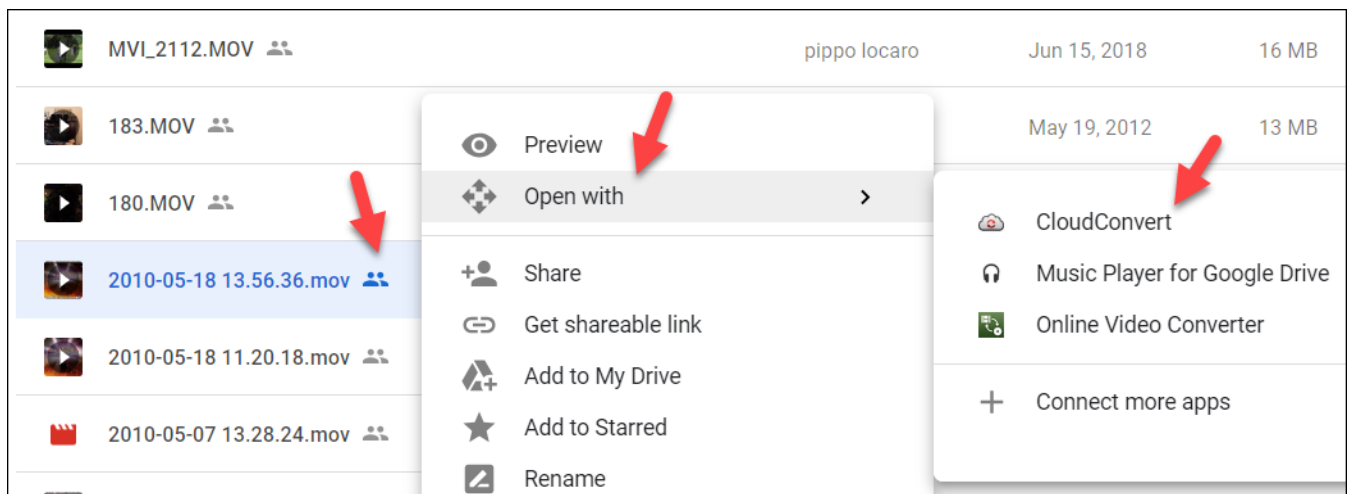 MVI_2112.MOV pippo locaro Jun 15, 2018 16 MB
183.MOV May 19, 2012 13 MB
180.MOV
2010-05-18 13.56.36.mov
2010-05-18 11.20.18.mov
2010-05-07 13.28.24.mov
Preview
Open with
Share
Get shareable link
Add to My Drive
Add to Starred
Rename
CloudConvert
Music Player for Google Drive
Online Video Converter
Connect more apps